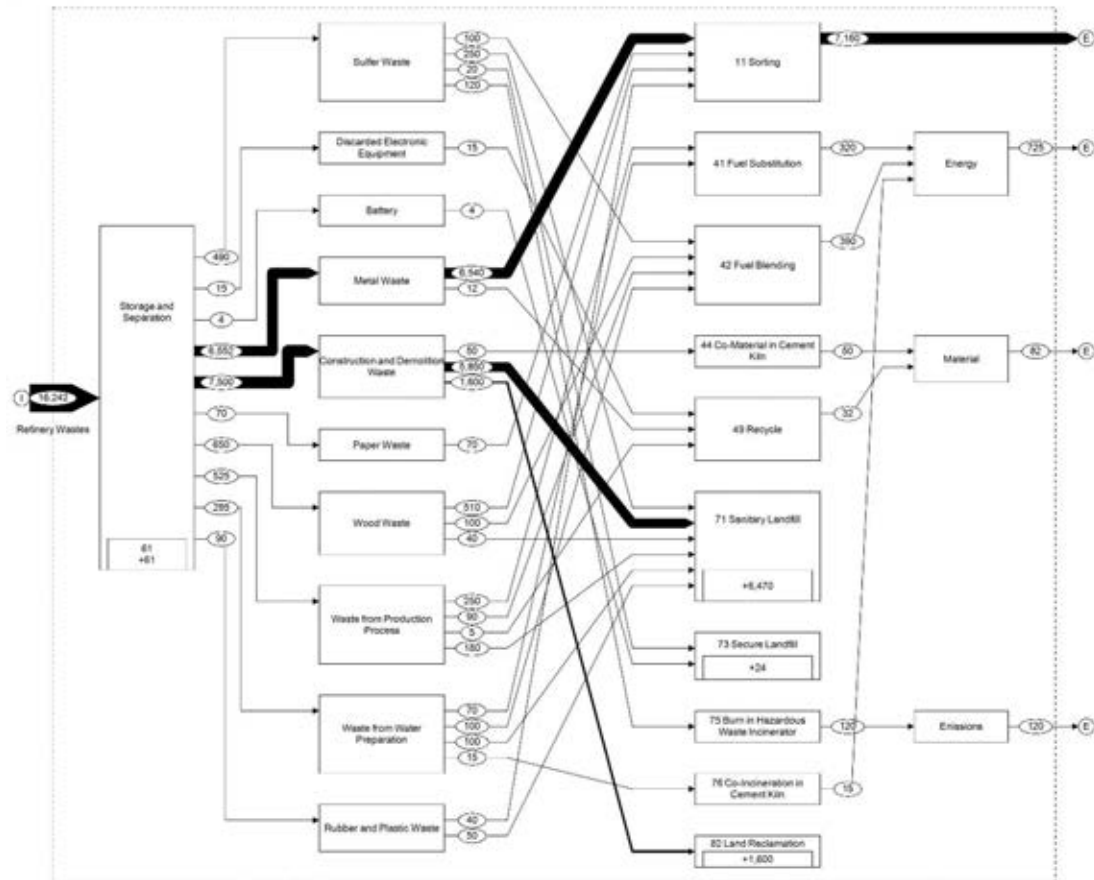 I
16,242
Refinery Wastes
Storage and
Separation
61
+61
490
15
4
6,552
7,500
70
650
525
285
90
Sulfer Waste
100
250
20
120
Discarded Electronic
Equipment
15
Battery
4
Metal Waste
6,540
12
Construction and Demolition
Waste
50
5,850
1,600
Paper Waste
70
Wood Waste
510
100
40
Waste from Production
Process
250
90
5
180
Waste from Water
Preparation
70
100
100
15
Rubber and Plastic Waste
40
50
11 Sorting
7,160
E
41 Fuel Substitution
320
Energy
725
E
42 Fuel Blending
390
44 Co-Material in Cement
Kiln
50
Material
82
E
49 Recycle
32
71 Sanitary Landfill
+6,470
73 Secure Landfill
+24
75 Burn in Hazardous
Waste Incinerator
120
Emissions
120
E
76 Co-Incineration in
Cement Kiln
15
82 Land Reclamation
+1,600